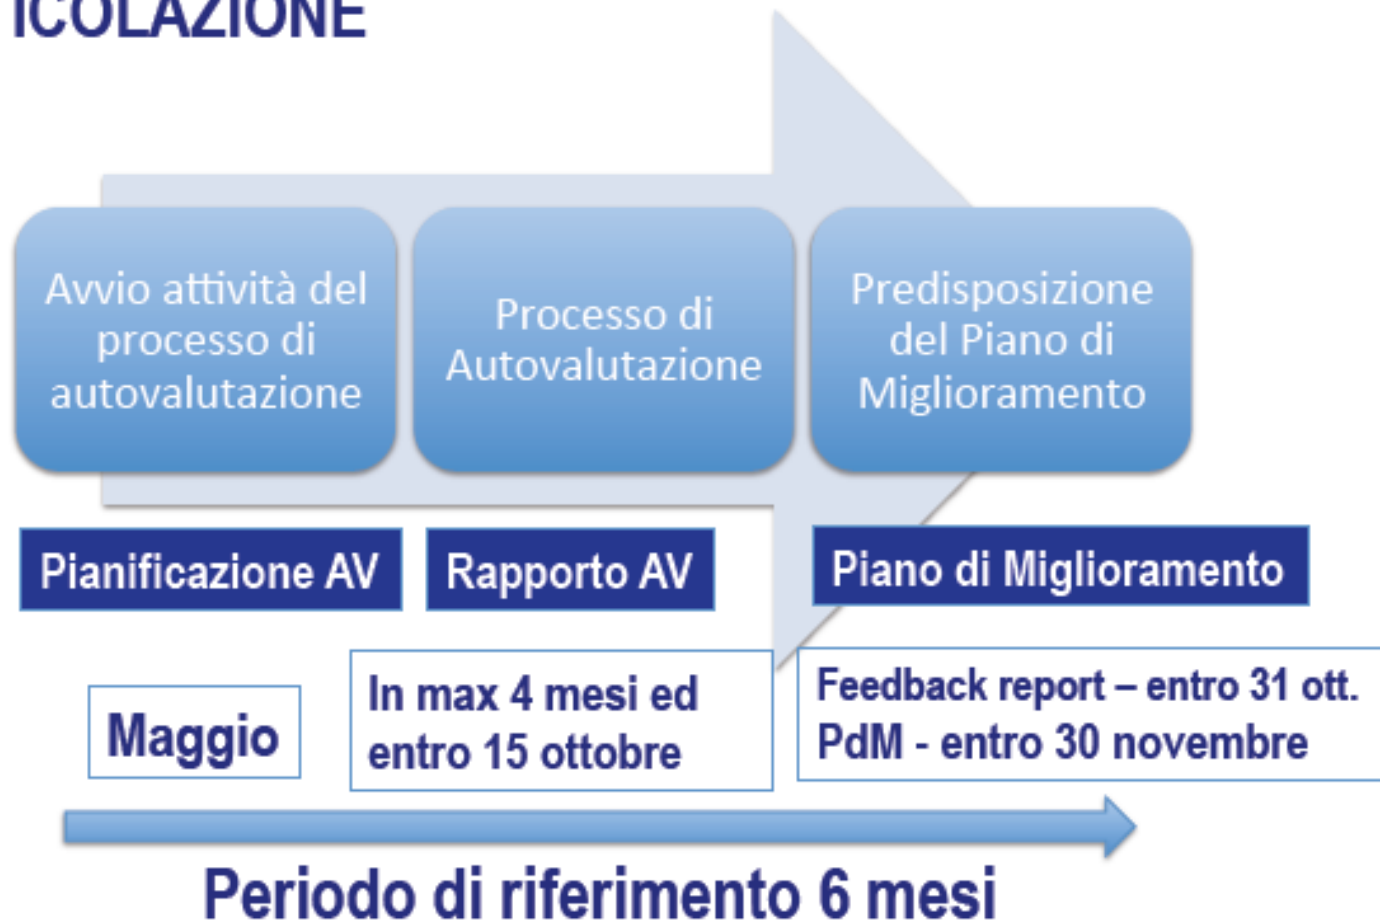 ICOLAZIONE
Avvio attività del
processo di
autovalutazione
Processo di
Autovalutazione
Predisposizione
del Piano di
Miglioramento
Pianificazione AV
Rapporto AV
Piano di Miglioramento
Maggio
In max 4 mesi ed
entro 15 ottobre
Feedback report – entro 31 ott.
PdM - entro 30 novembre
Periodo di riferimento 6 mesi